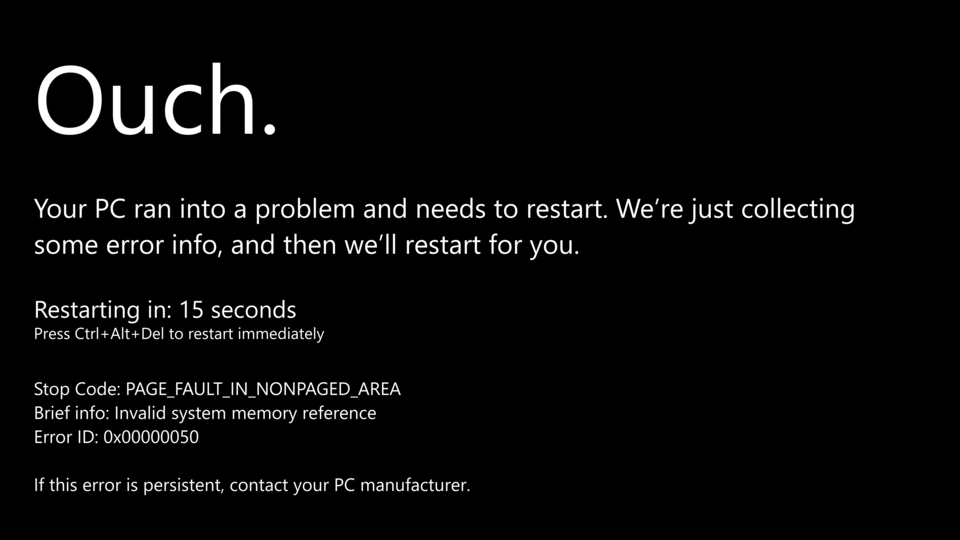 Ouch.
Your PC ran into a problem and needs to restart. We’re just collecting
some error info, and then we’ll restart for you.
Restarting in: 15 seconds
Press Ctrl+Alt+Del to restart immediately
Stop Code: PAGE_FAULT_IN_NONPAGED_AREA
Brief info: Invalid system memory reference
Error ID: 0x00000050
If this error is persistent, contact your PC manufacturer.